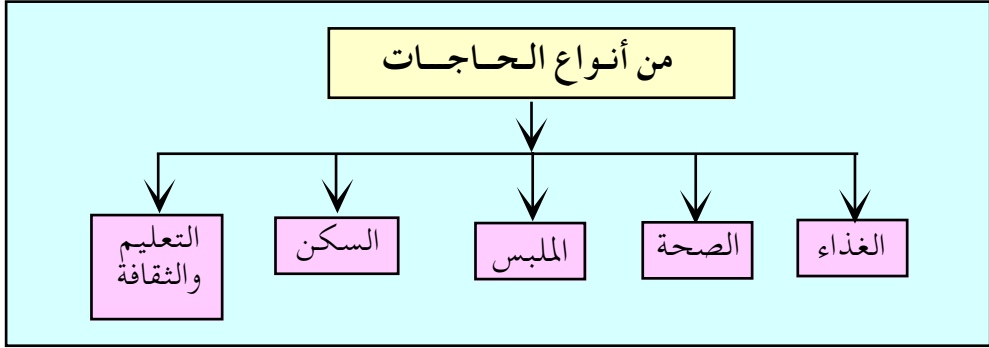 من أنواع الحاجات
الغذاء
الصحة
الملبس
السكن
التعليم
والثقافة